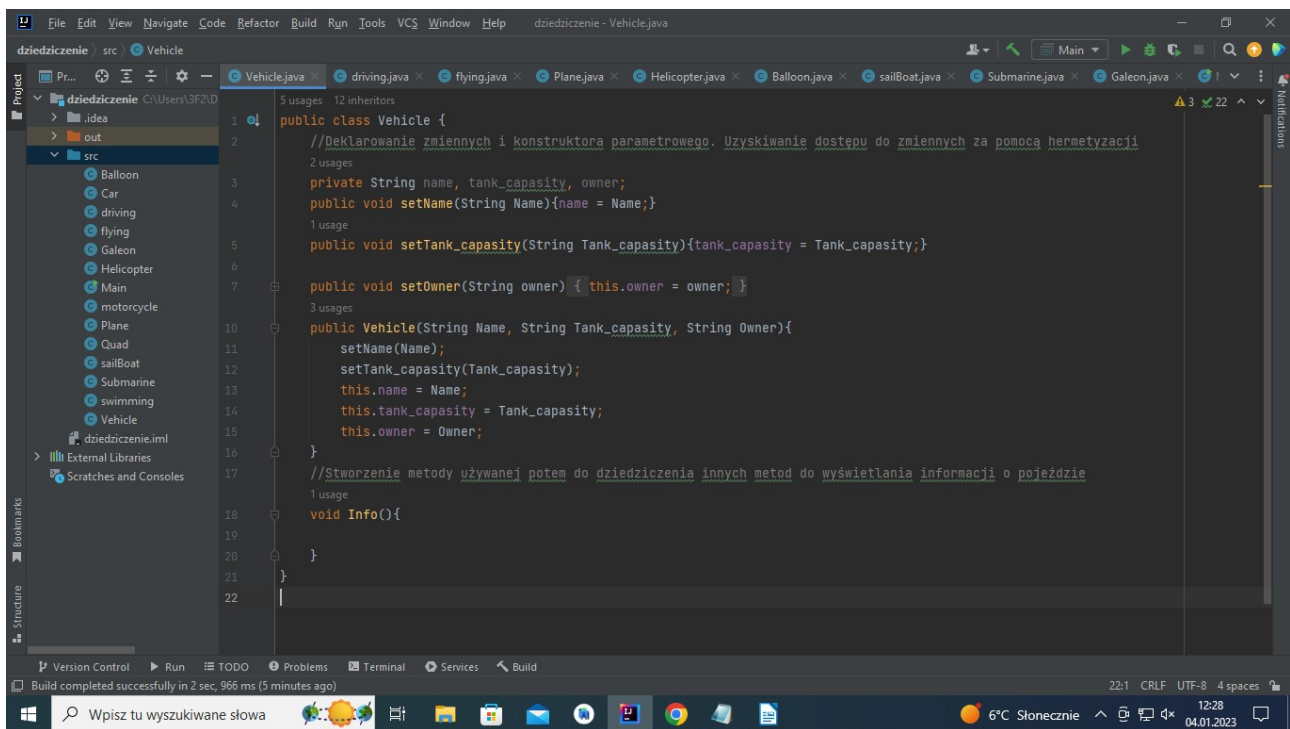 File Edit View Navigate Code Refactor Build Run Tools VCS Window Help dziedziczenie - Vehicle.java
dziedziczenie src Vehicle Main
Project Pr... Vehicle.java driving.java flying.java Plane.java Helicopter.java Balloon.java sailBoat.java Submarine.java Galeon.java
dziedziczenie C:\Users\3F2\D
.idea
out
src
Balloon
Car
driving
flying
Galeon
Helicopter
Main
motorcycle
Plane
Quad
sailBoat
Submarine
swimming
Vehicle
dziedziczenie.iml
External Libraries
Scratches and Consoles
5 usages 12 inheritors
3 22
1 public class Vehicle {
2 //Deklarowanie zmiennych i konstruktora parametrowego. Uzyskiwanie dostępu do zmiennych za pomocą hermetyzacji
2 usages
3 private String name, tank_capasity, owner;
4 public void setName(String Name){name = Name;}
1 usage
5 public void setTank_capasity(String Tank_capasity){tank_capasity = Tank_capasity;}
6
7 public void setOwner(String owner) { this.owner = owner; }
3 usages
10 public Vehicle(String Name, String Tank_capasity, String Owner){
11 setName(Name);
12 setTank_capasity(Tank_capasity);
13 this.name = Name;
14 this.tank_capasity = Tank_capasity;
15 this.owner = Owner;
16 }
17 //Stworzenie metody używanej potem do dziedziczenia innych metod do wyświetlania informacji o pojeździe
1 usage
18 void Info(){
19
20 }
21 }
22
Notifications
Bookmarks
Structure
Version Control Run TODO Problems Terminal Services Build
Build completed successfully in 2 sec, 966 ms (5 minutes ago) 22:1 CRLF UTF-8 4 spaces
Wpisz tu wyszukiwane słowa 6°C Słonecznie 12:28
04.01.2023